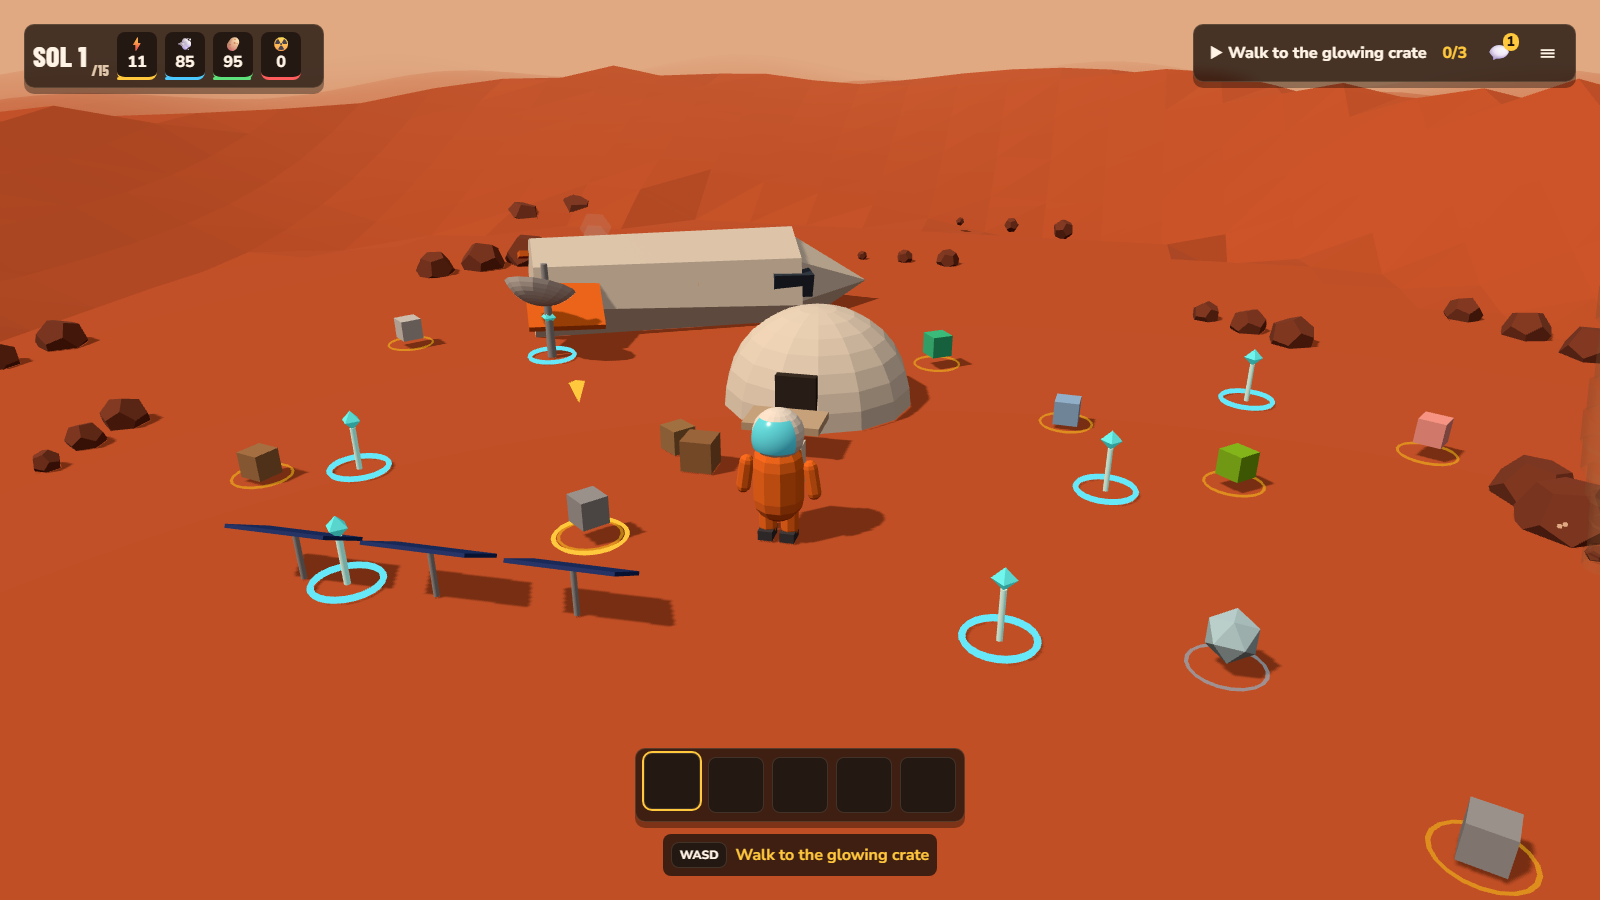 SOL 1 /15 11 85 95 0
▶ Walk to the glowing crate 0/3 1
WASD Walk to the glowing crate